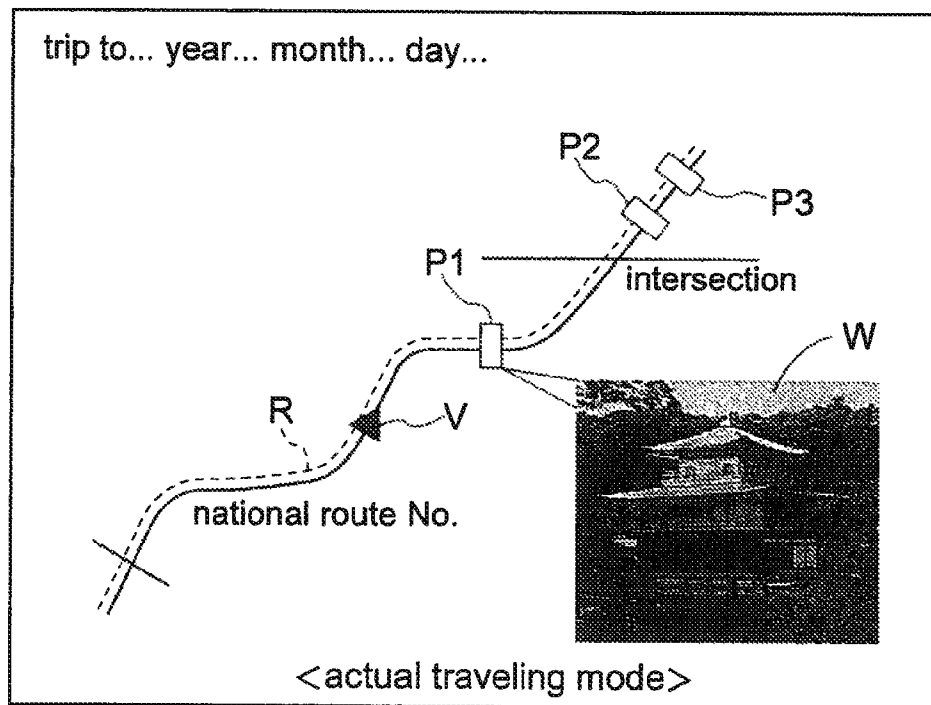 trip to... year... month... day...
P2
P3
P1
intersection
W
R
V
national route No.
<actual traveling mode>